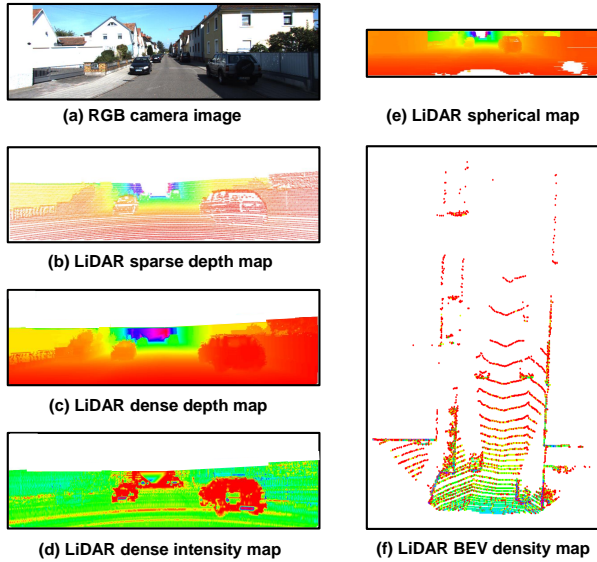 (a) RGB camera image
(e) LiDAR spherical map
(b) LiDAR sparse depth map
(c) LiDAR dense depth map
(d) LiDAR dense intensity map
(f) LiDAR BEV density map